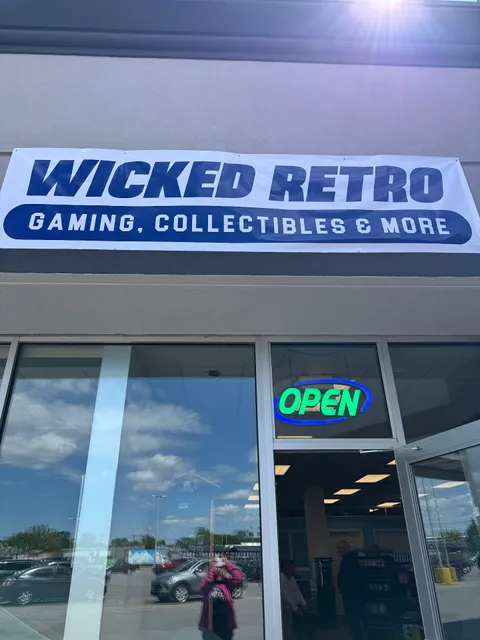 WICKED RETRO
GAMING, COLLECTIBLES & MORE
OPEN